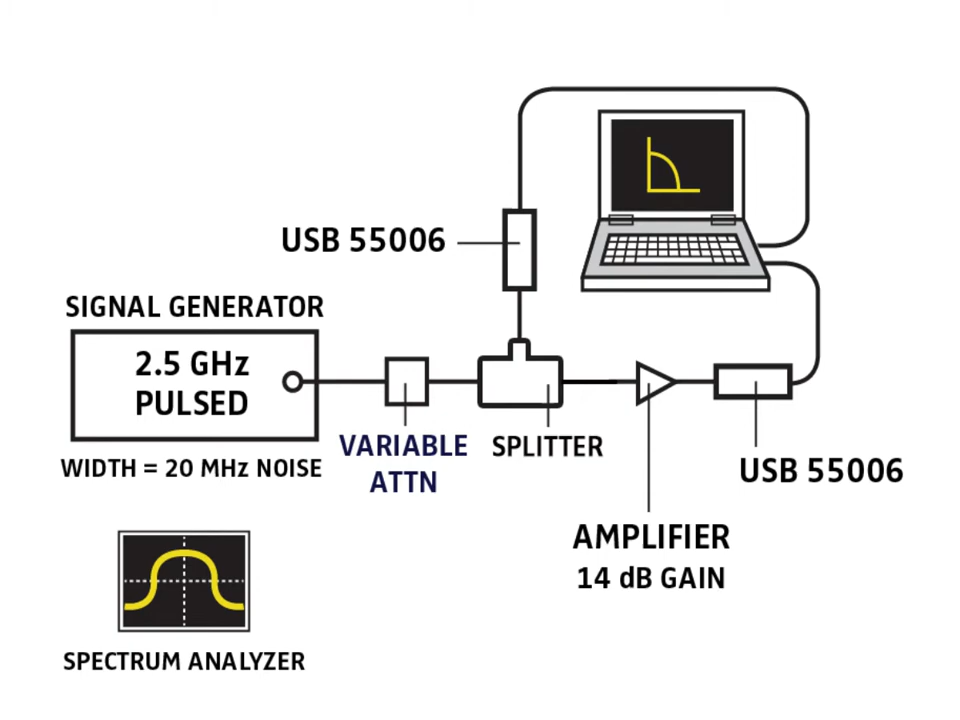 USB 55006
SIGNAL GENERATOR
2.5 GHz
PULSED
WIDTH = 20 MHz NOISE
VARIABLE
ATTN
SPLITTER
USB 55006
AMPLIFIER
14 dB GAIN
SPECTRUM ANALYZER